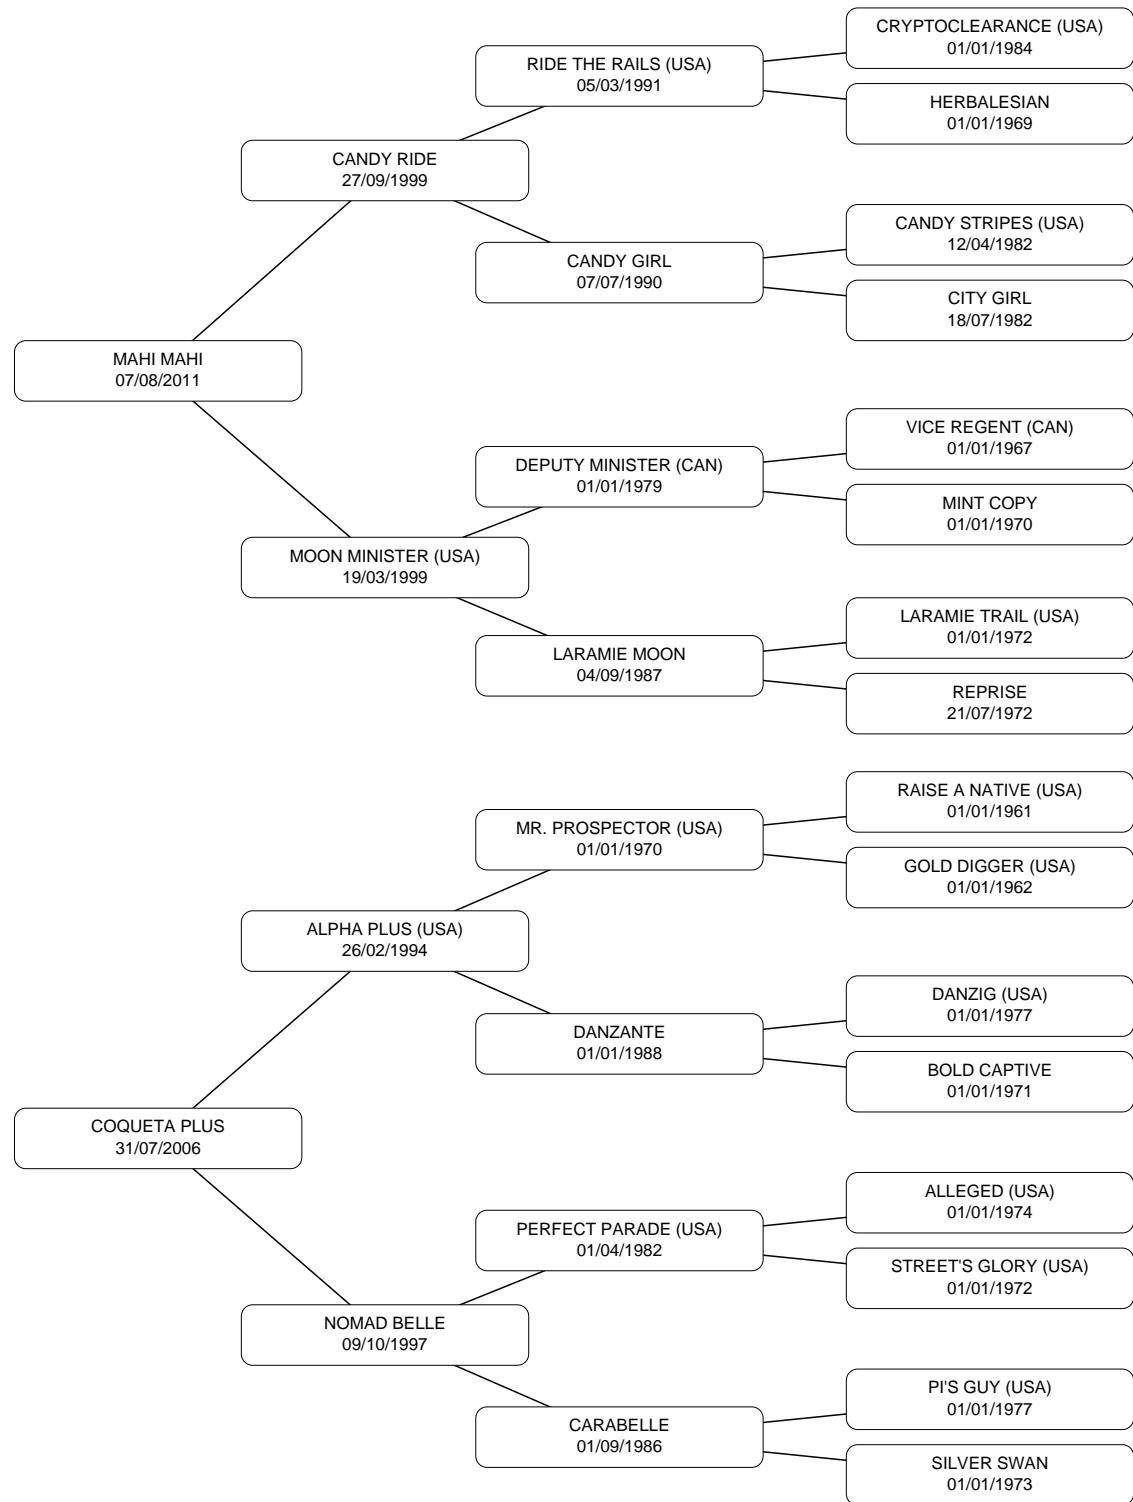 CRYPTOCLEARANCE (USA)
01/01/1984
RIDE THE RAILS (USA)
05/03/1991
HERBALESIAN
01/01/1969
CANDY RIDE
27/09/1999
CANDY STRIPES (USA)
12/04/1982
CANDY GIRL
07/07/1990
CITY GIRL
18/07/1982
MAHI MAHI
07/08/2011
VICE REGENT (CAN)
01/01/1967
DEPUTY MINISTER (CAN)
01/01/1979
MINT COPY
01/01/1970
MOON MINISTER (USA)
19/03/1999
LARAMIE TRAIL (USA)
01/01/1972
LARAMIE MOON
04/09/1987
REPRISE
21/07/1972
RAISE A NATIVE (USA)
01/01/1961
MR. PROSPECTOR (USA)
01/01/1970
GOLD DIGGER (USA)
01/01/1962
ALPHA PLUS (USA)
26/02/1994
DANZIG (USA)
01/01/1977
DANZANTE
01/01/1988
BOLD CAPTIVE
01/01/1971
COQUETA PLUS
31/07/2006
ALLEGED (USA)
01/01/1974
PERFECT PARADE (USA)
01/04/1982
STREET'S GLORY (USA)
01/01/1972
NOMAD BELLE
09/10/1997
PI'S GUY (USA)
01/01/1977
CARABELLE
01/09/1986
SILVER SWAN
01/01/1973